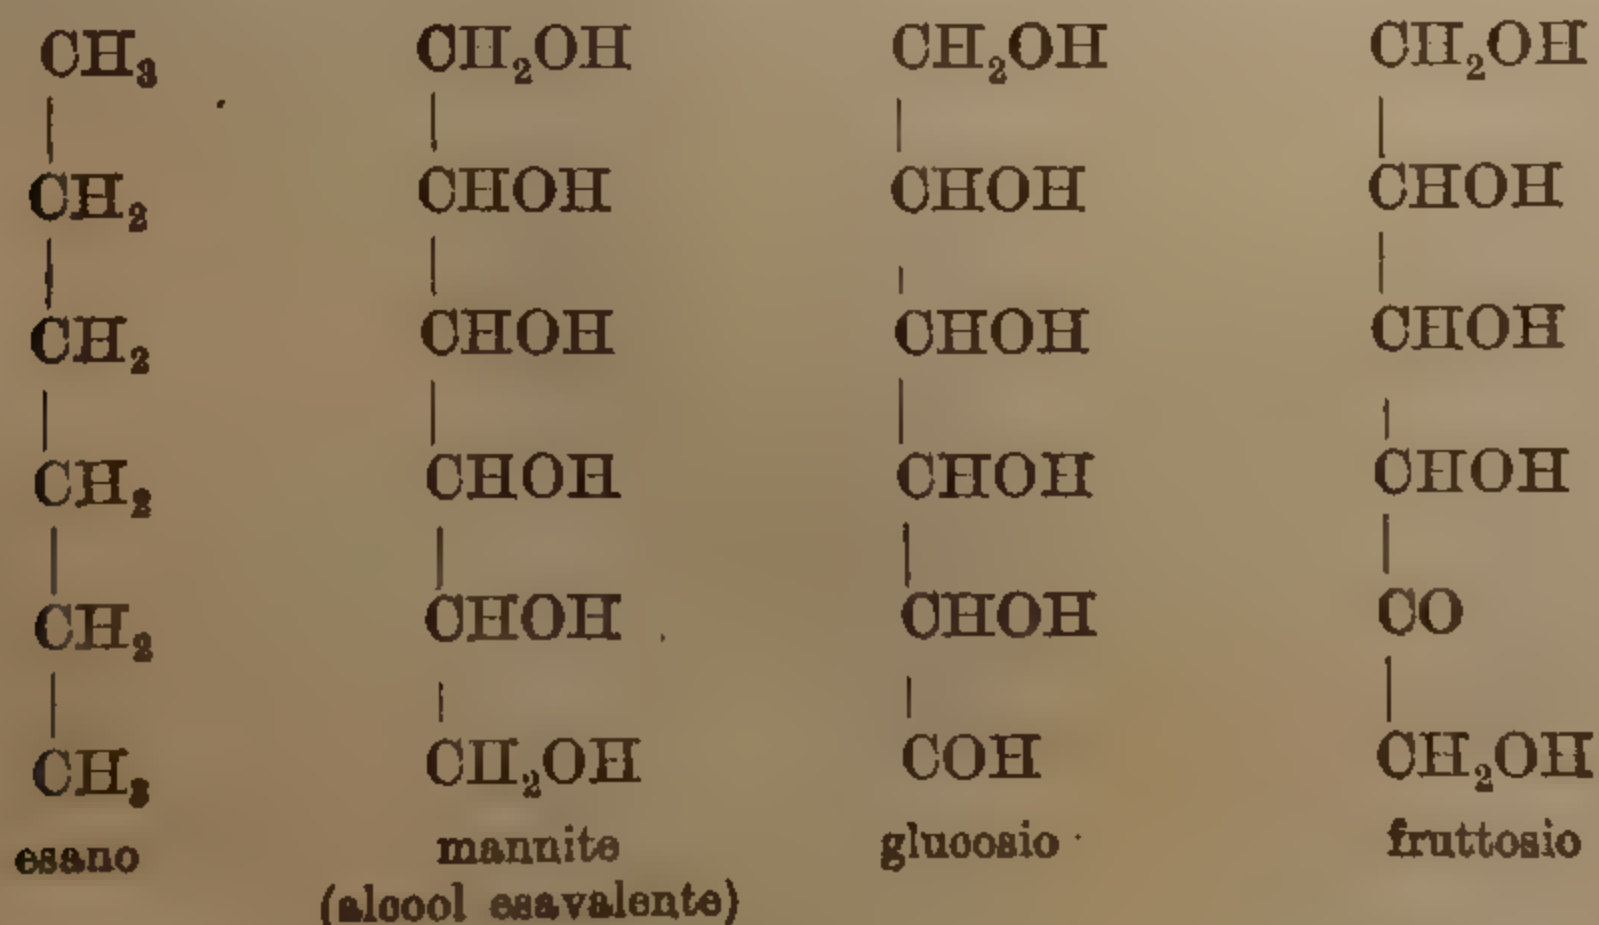 CH₃ CH₂OH CH₂OH CH₂OH
CH₂ CHOH CHOH CHOH
CH₂ CHOH CHOH CHOH
CH₂ CHOH CHOH CHOH
CH₂ CHOH CHOH CO
CH₃ CH₂OH COH CH₂OH
esano mannite glucosio fruttosio
(alcool esavalente)